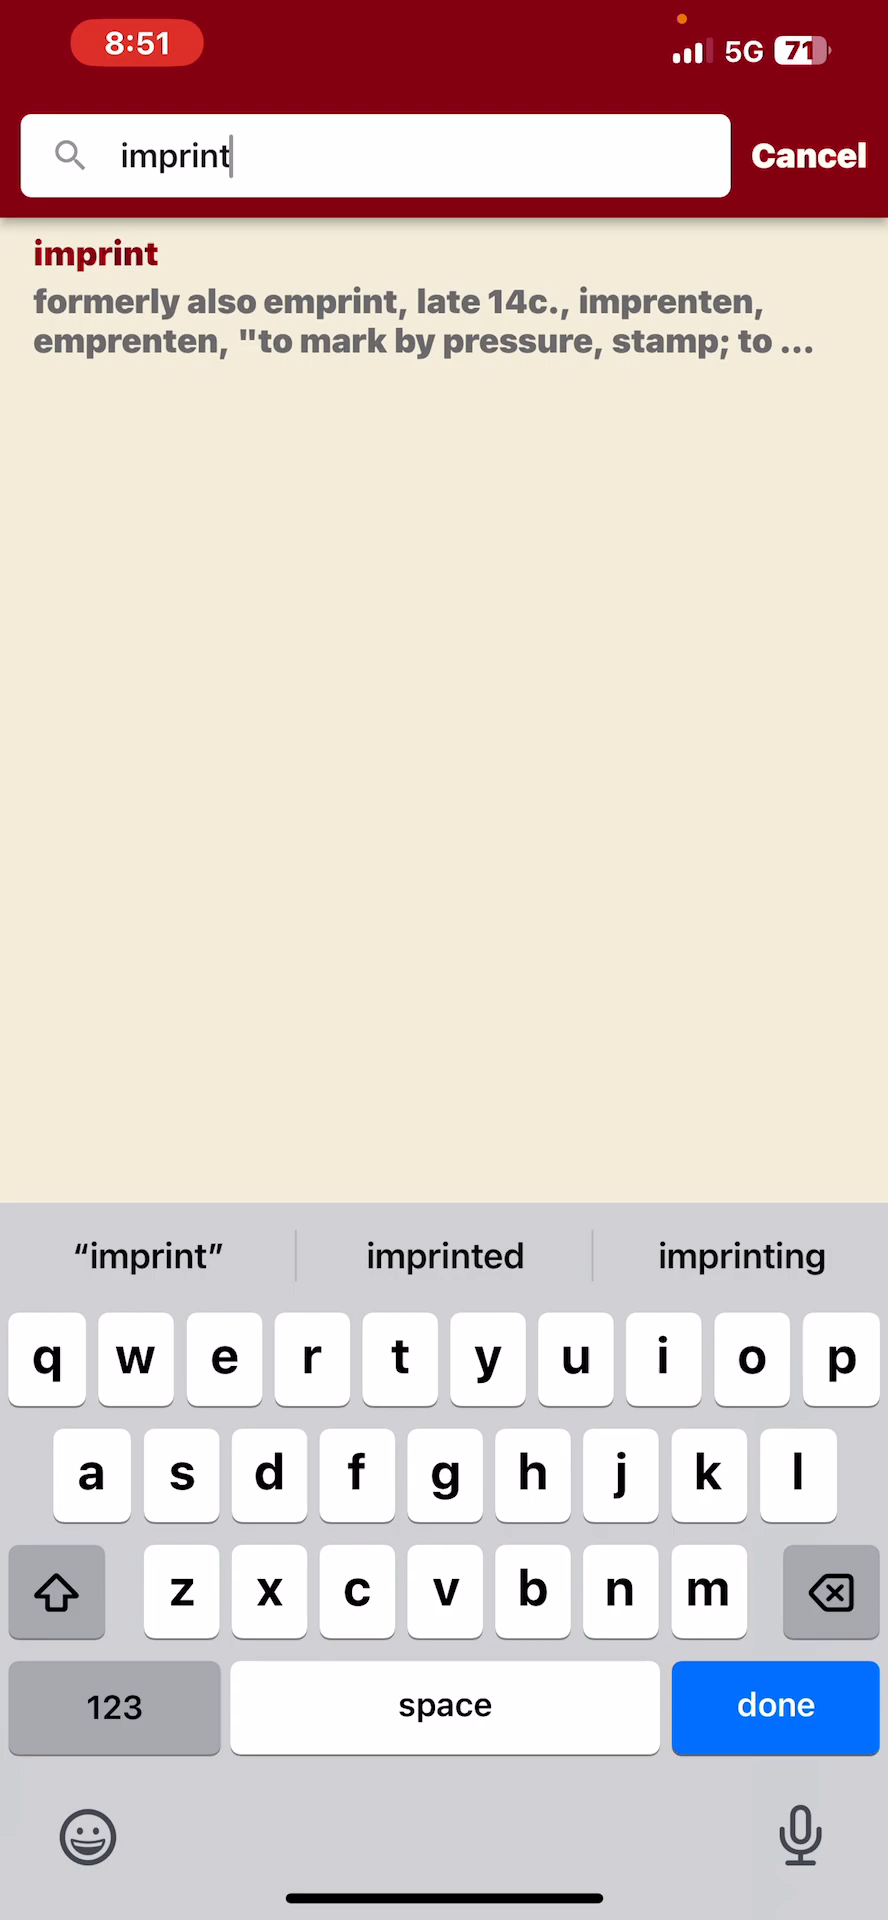 8:51
5G 71
imprint
Cancel
imprint
formerly also emprint, late 14c., imprenten,
emprenten, "to mark by pressure, stamp; to ...
“imprint” imprinted imprinting
q w e r t y u i o p
a s d f g h j k l
z x c v b n m
123 space done